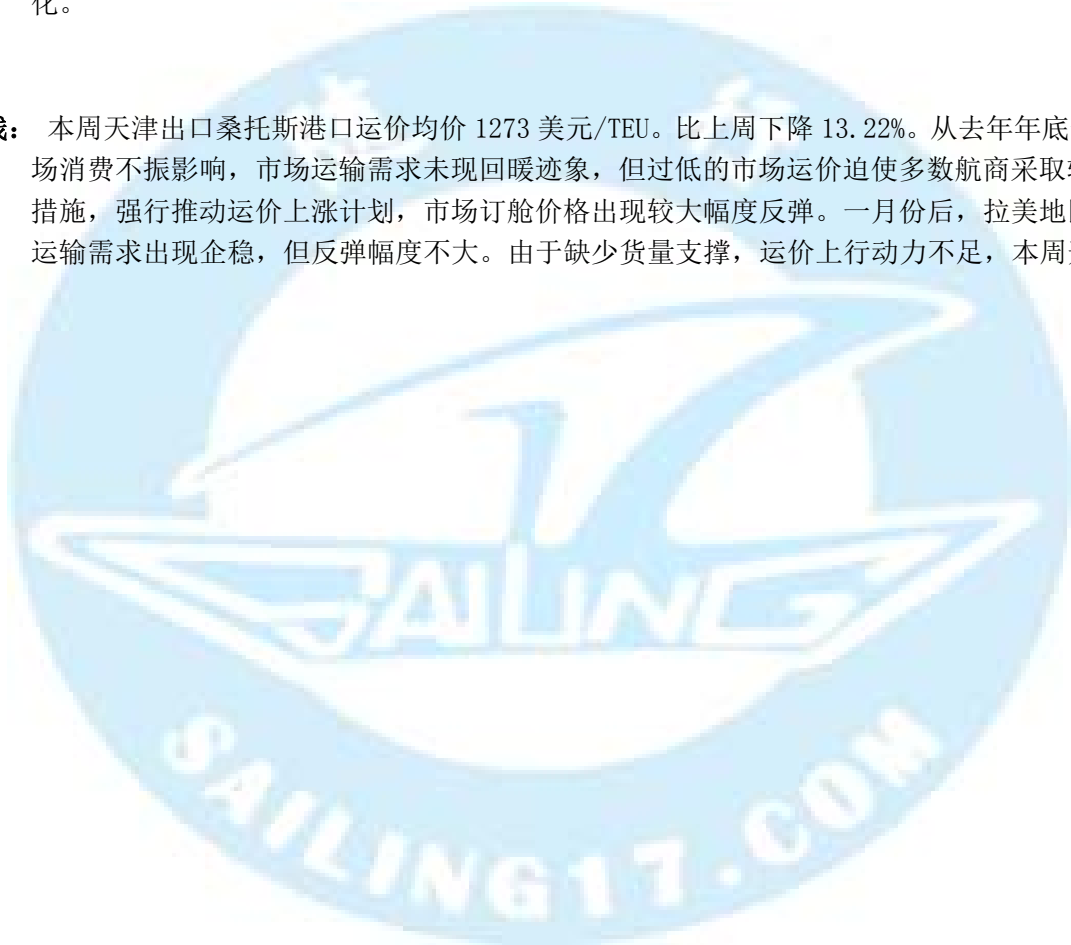 化。
线： 本周天津出口桑托斯港口运价均价 1273 美元/TEU。比上周下降 13.22%。从去年年底
场消费不振影响，市场运输需求未现回暖迹象，但过低的市场运价迫使多数航商采取
措施，强行推动运价上涨计划，市场订舱价格出现较大幅度反弹。一月份后，拉美地
运输需求出现企稳，但反弹幅度不大。由于缺少货量支撑，运价上行动力不足，本周
SAILING
SAILING17.COM